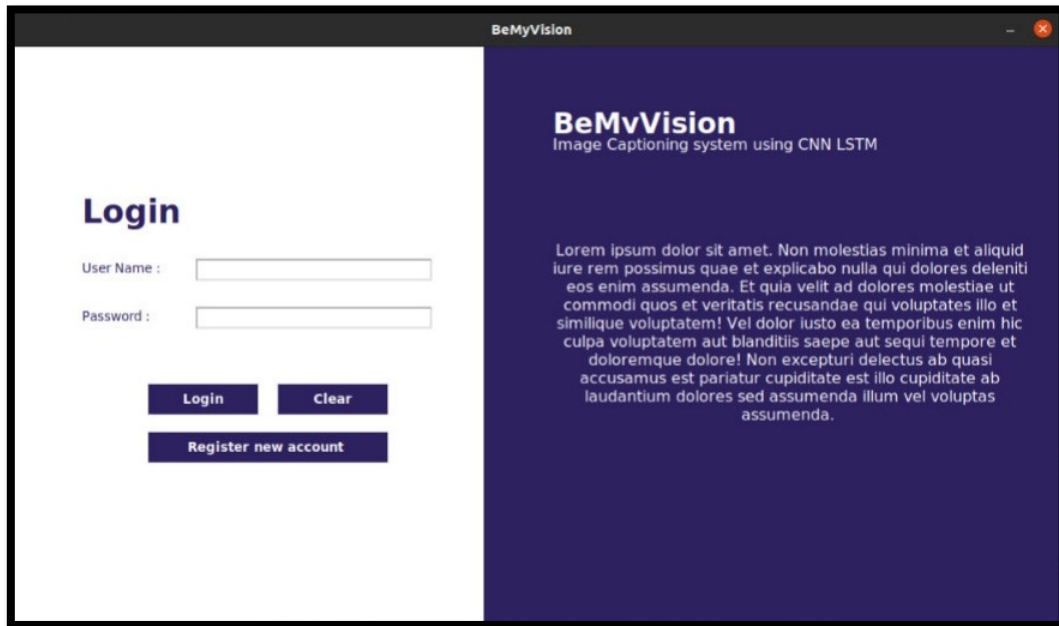 BeMyVision
Login
User Name :
Password :
Login Clear
Register new account
BeMvVision
Image Captioning system using CNN LSTM
Lorem ipsum dolor sit amet. Non molestias minima et aliquid
iure rem possimus quae et explicabo nulla qui dolores deleniti
eos enim assumenda. Et quia velit ad dolores molestiae ut
commodi quos et veritatis recusandae qui voluptates illo et
similique voluptatem! Vel dolor iusto ea temporibus enim hic
culpa voluptatem aut blanditiis saepe aut sequi tempore et
doloremque dolore! Non excepturi delectus ab quasi
accusamus est pariatur cupiditate est illo cupiditate ab
laudantium dolores sed assumenda illum vel voluptas
assumenda.